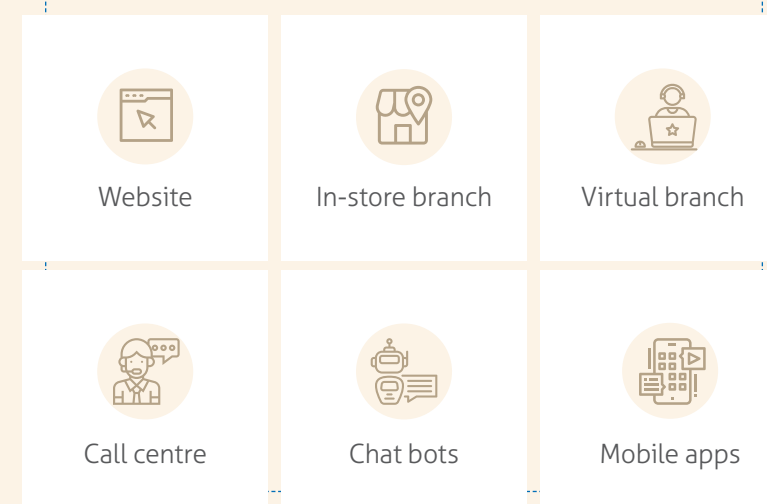 Website
In-store branch
Virtual branch
Call centre
Chat bots
Mobile apps